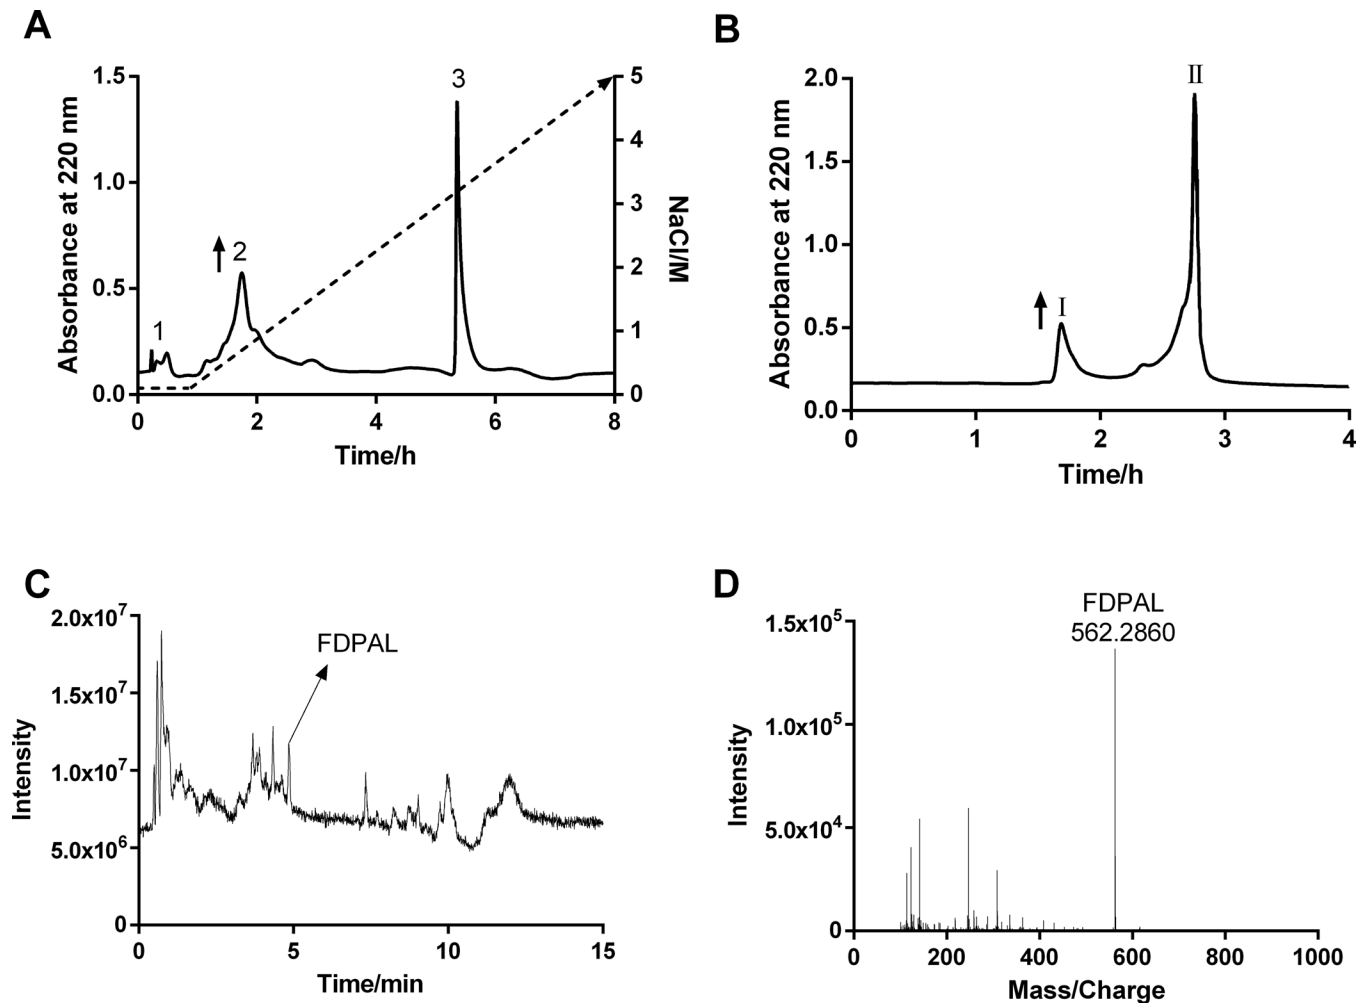 A
Absorbance at 220 nm
1.5
1.0
0.5
0.0
1
2
3
5
4
3
2
1
0
NaCl/M
0
2
4
6
8
Time/h
B
Absorbance at 220 nm
2.0
1.5
1.0
0.5
0.0
I
II
0
1
2
3
4
Time/h
C
Intensity
2.0x10⁷
1.5x10⁷
1.0x10⁷
5.0x10⁶
0
FDPAL
0
5
10
15
Time/min
D
Intensity
1.5x10⁵
1.0x10⁵
5.0x10⁴
0
FDPAL
562.2860
0
200
400
600
800
1000
Mass/Charge